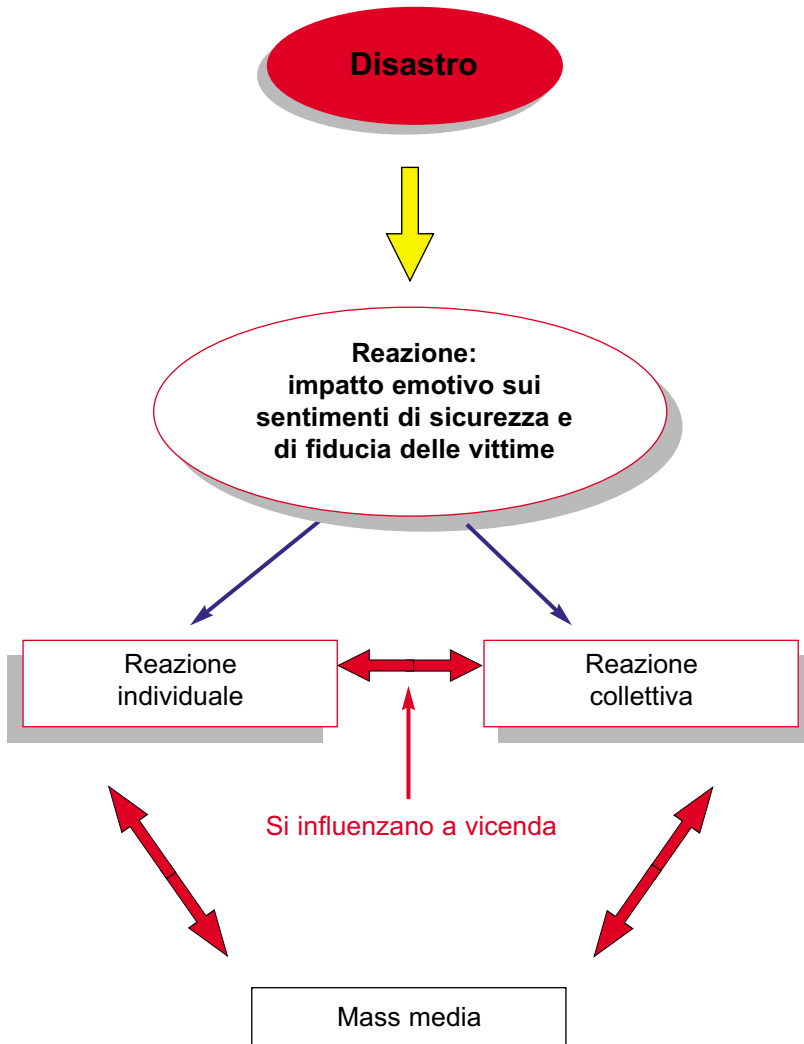 Disastro
Reazione:
impatto emotivo sui
sentimenti di sicurezza e
di fiducia delle vittime
Reazione
individuale
Reazione
collettiva
Si influenzano a vicenda
Mass media